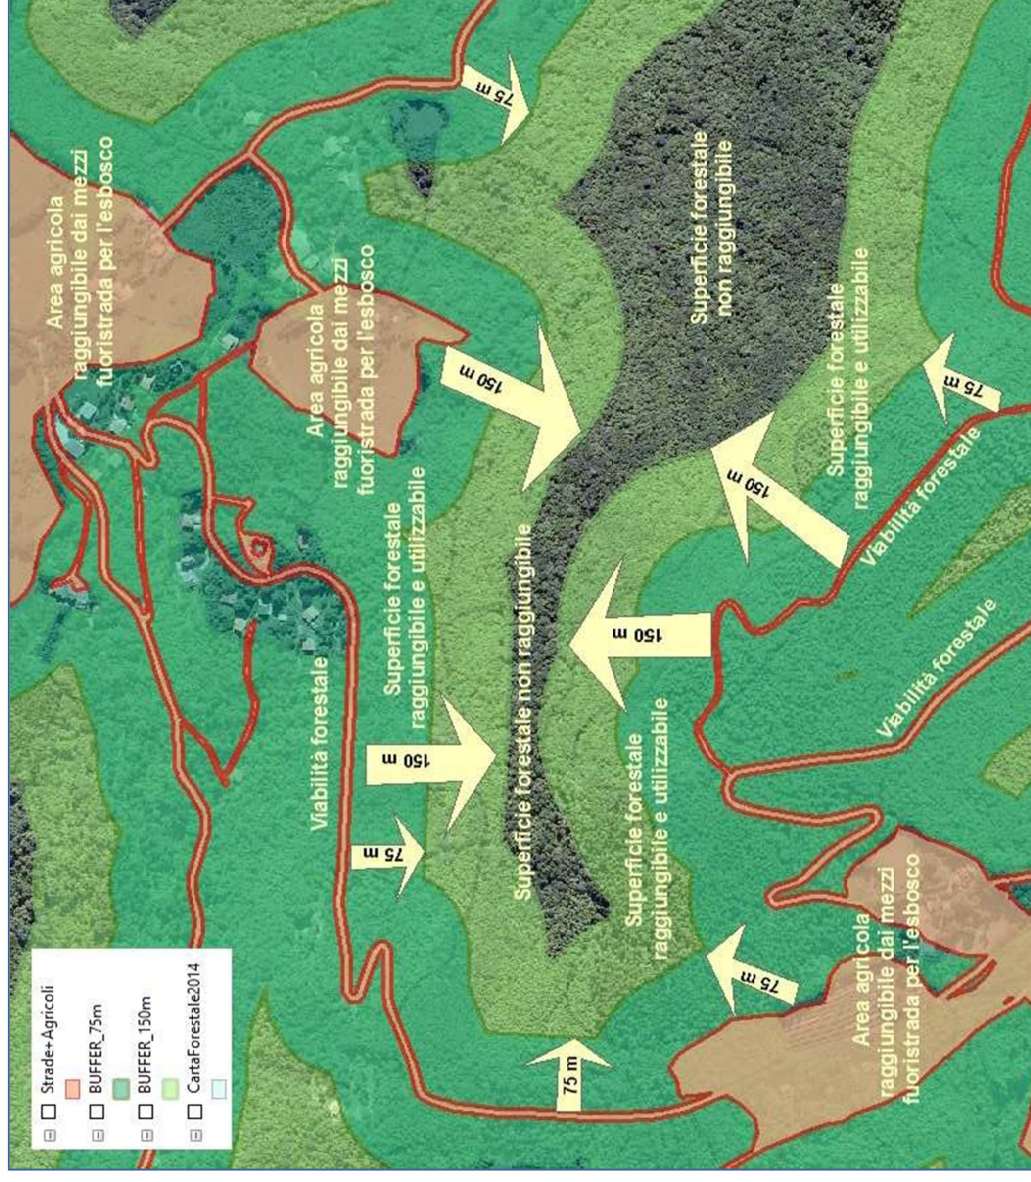 Strade+Agricoli
BUFFER_75m
BUFFER_150m
CartaForestale2014
Area agricola
raggiungibile dai mezzi
fuoristrada per l'esbosco
Viabilità forestale
Area agricola
raggiungibile dai mezzi
fuoristrada per l'esbosco
75 m
Superficie forestale
raggiungibile e utilizzabile
150 m
150 m
75 m
Superficie forestale non raggiungibile
75 m
Superficie forestale
raggiungibile e utilizzabile
150 m
Superficie forestale
non raggiungibile
75 m
150 m
Superficie forestale
raggiungibile e utilizzabile
Area agricola
raggiungibile dai mezzi
fuoristrada per l'esbosco
Viabilità forestale
Viabilità forestale
75 m